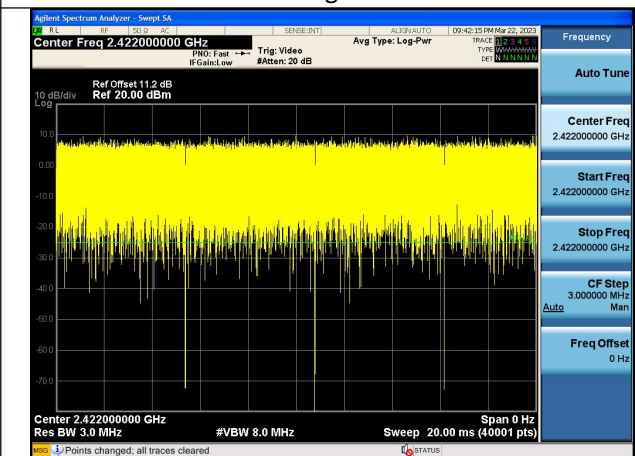 Agilent Spectrum Analyzer - Swept SA
LXI RL RF 50 Ω AC SENSE:INT ALIGN AUTO 09:42:15 PM Mar 22, 2023
Center Freq 2.422000000 GHz
PNO: Fast
IFGain:Low
Trig: Video
#Atten: 20 dB
Avg Type: Log-Pwr
TRACE 1 2 3 4 5 6
TYPE
DET N N N N N N
Ref Offset 11.2 dB
10 dB/div Ref 20.00 dBm
Log
10.0
0.00
-10.0
-20.0
-30.0
-40.0
-50.0
-60.0
-70.0
Center 2.422000000 GHz Span 0 Hz
Res BW 3.0 MHz #VBW 8.0 MHz Sweep 20.00 ms (40001 pts)
MSG Points changed; all traces cleared STATUS
Frequency
Auto Tune
Center Freq
2.422000000 GHz
Start Freq
2.422000000 GHz
Stop Freq
2.422000000 GHz
CF Step
3.000000 MHz
Auto Man
Freq Offset
0 Hz